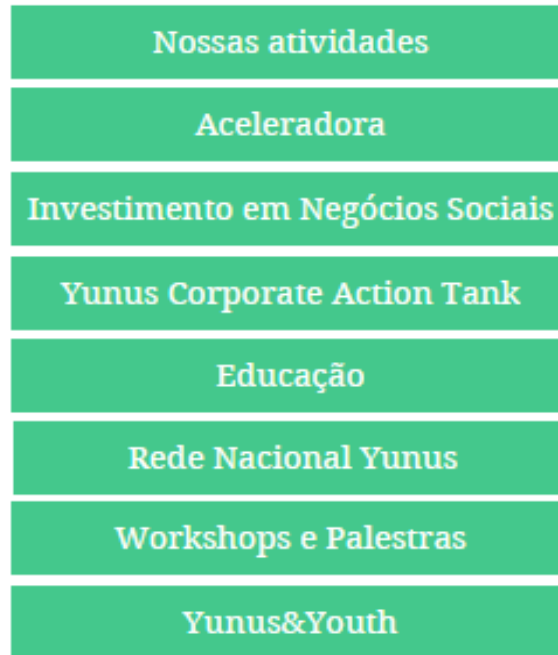 Nossas atividades
Aceleradora
Investimento em Negócios Sociais
Yunus Corporate Action Tank
Educação
Rede Nacional Yunus
Workshops e Palestras
Yunus&Youth